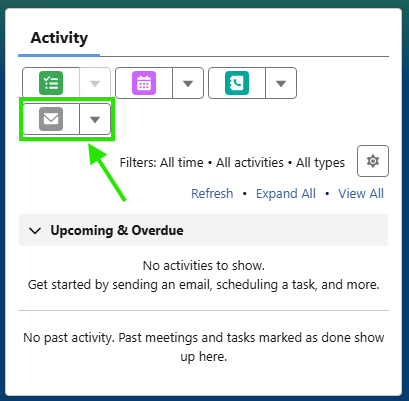 Activity
Filters: All time • All activities • All types
Refresh • Expand All • View All
Upcoming & Overdue
No activities to show.
Get started by sending an email, scheduling a task, and more.
No past activity. Past meetings and tasks marked as done show
up here.